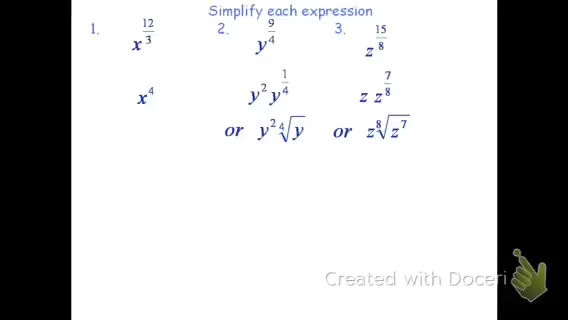 Simplify each expression
1. x^{12/3} 2. y^{9/4} 3. z^{15/8}
x^4 y^2 y^{1/4} z z^{7/8}
or y^2 ∜y or z ⁸√z^7
Created with Doceri